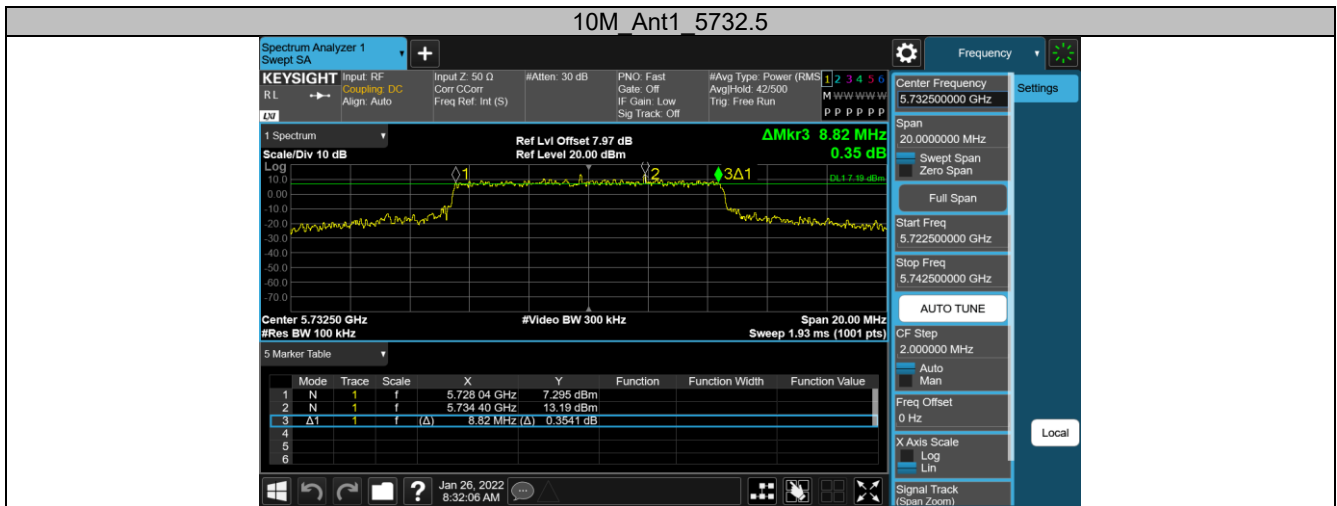 10M_Ant1_5732.5
Spectrum Analyzer 1
Swept SA
Frequency
KEYSIGHT
RL
LXI
Input: RF
Coupling: DC
Align: Auto
Input Z: 50 Ω
Corr CCorr
Freq Ref: Int (S)
#Atten: 30 dB
PNO: Fast
Gate: Off
IF Gain: Low
Sig Track: Off
#Avg Type: Power (RMS
Avg|Hold: 42/500
Trig: Free Run
1 2 3 4 5 6
M W W W W W
P P P P P P
Center Frequency
5.732500000 GHz
Settings
Span
20.0000000 MHz
Swept Span
Zero Span
Full Span
Start Freq
5.722500000 GHz
Stop Freq
5.742500000 GHz
AUTO TUNE
CF Step
2.000000 MHz
Auto
Man
Freq Offset
0 Hz
X Axis Scale
Log
Lin
Local
Signal Track
(Span Zoom)
1 Spectrum
Scale/Div 10 dB
Ref Lvl Offset 7.97 dB
Ref Level 20.00 dBm
ΔMkr3 8.82 MHz
0.35 dB
Log
10.0
0.00
-10.0
-20.0
-30.0
-40.0
-50.0
-60.0
-70.0
1
2
3Δ1
DL1 7.19 dBm
Center 5.73250 GHz
#Res BW 100 kHz
#Video BW 300 kHz
Span 20.00 MHz
Sweep 1.93 ms (1001 pts)
5 Marker Table
Mode Trace Scale X Y Function Function Width Function Value
1 N 1 f 5.728 04 GHz 7.295 dBm
2 N 1 f 5.734 40 GHz 13.19 dBm
3 Δ1 1 f (Δ) 8.82 MHz (Δ) 0.3541 dB
4
5
6
?
Jan 26, 2022
8:32:06 AM